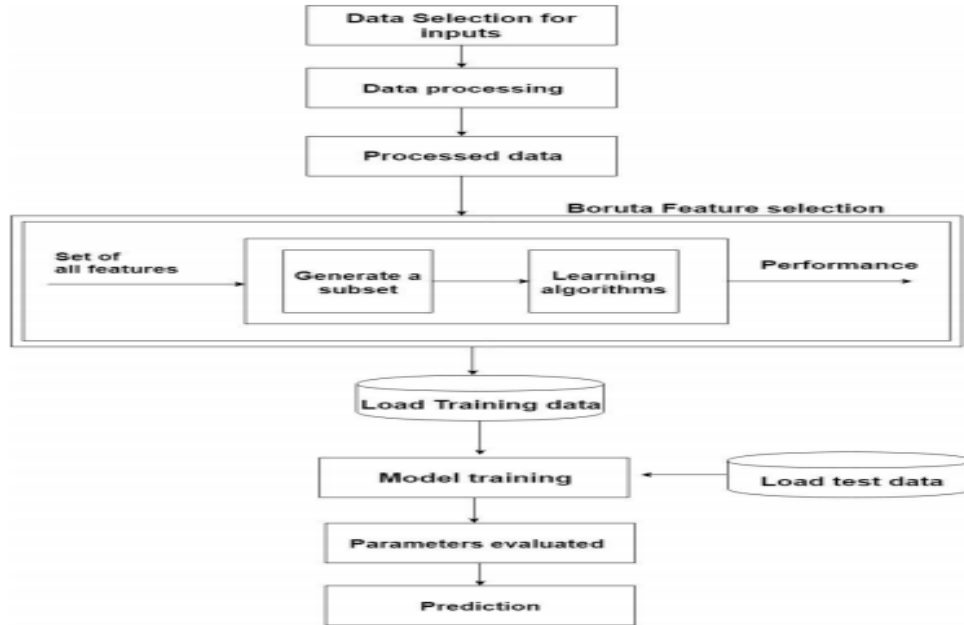 Data Selection for
inputs
Data processing
Processed data
Boruta Feature selection
Set of
all features
Generate a
subset
Learning
algorithms
Performance
Load Training data
Model training
Load test data
Parameters evaluated
Prediction